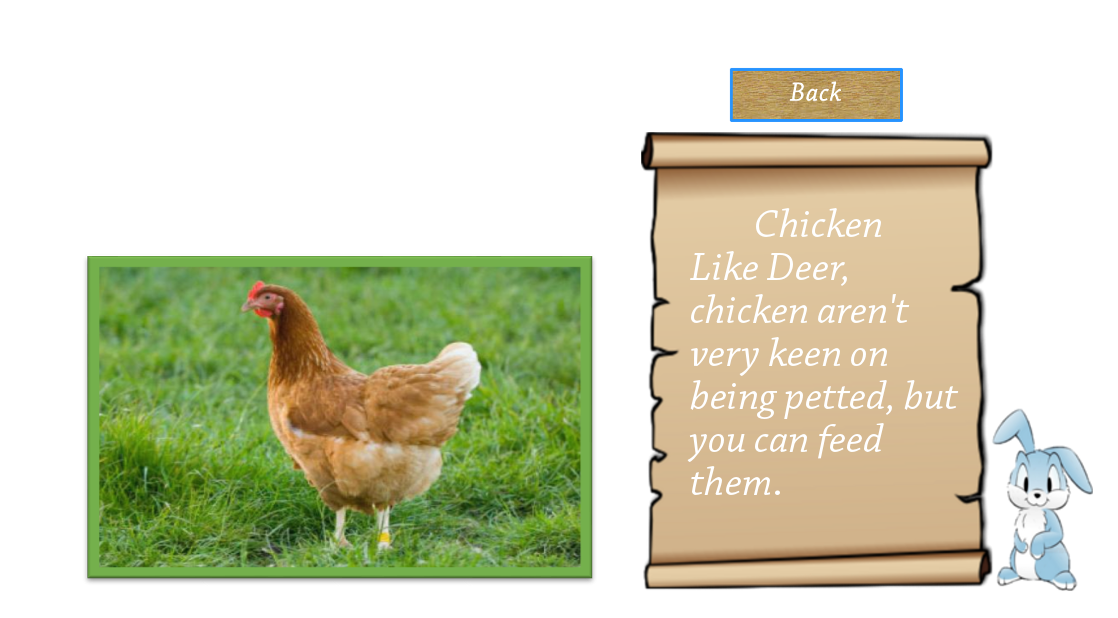 Back
Chicken
Like Deer,
chicken aren't
very keen on
being petted, but
you can feed
them.